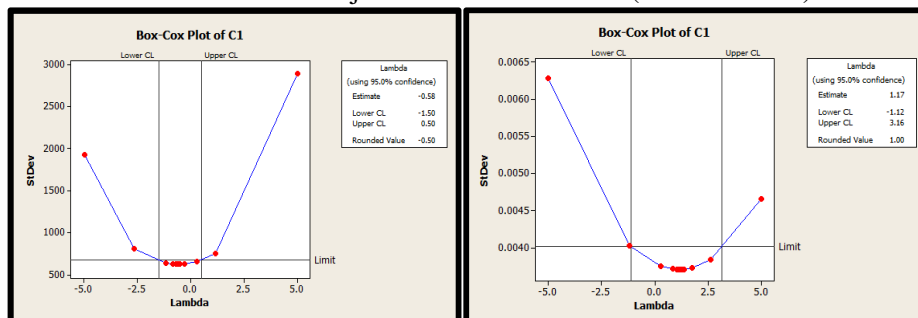 Box-Cox Plot of C1
Lower CL
Upper CL
3000
2500
2000
1500
1000
500
StDev
-5.0
-2.5
0.0
2.5
5.0
Lambda
Limit
Lambda
(using 95.0% confidence)
Estimate -0.58
Lower CL -1.50
Upper CL 0.50
Rounded Value -0.50
Box-Cox Plot of C1
Lower CL
Upper CL
0.0065
0.0060
0.0055
0.0050
0.0045
0.0040
StDev
-5.0
-2.5
0.0
2.5
5.0
Lambda
Limit
Lambda
(using 95.0% confidence)
Estimate 1.17
Lower CL -1.12
Upper CL 3.16
Rounded Value 1.00